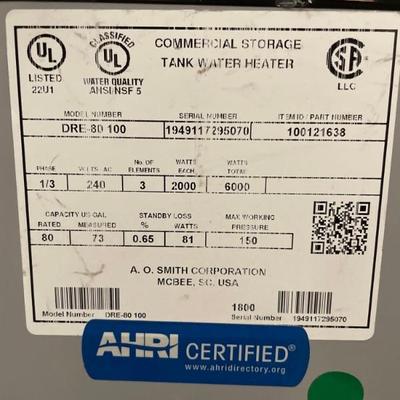 UL LISTED 22U1
CLASSIFIED UL WATER QUALITY ANSI/NSF 5
COMMERCIAL STORAGE
TANK WATER HEATER
SA LLC
MODEL NUMBER SERIAL NUMBER ITEM ID / PART NUMBER
DRE-80 100 1949117295070 100121638
PHASE VOLTS - AC No. OF ELEMENTS WATTS EACH WATTS TOTAL
1/3 240 3 2000 6000
CAPACITY US GAL STANDBY LOSS MAX WORKING
RATED MEASURED % WATTS PRESSURE
80 73 0.65 81 150
A. O. SMITH CORPORATION
MCBEE, SC. USA
1800
Model Number DRE-80 100 Serial Number 1949117295070
AHRI CERTIFIED®
www.ahridirectory.org